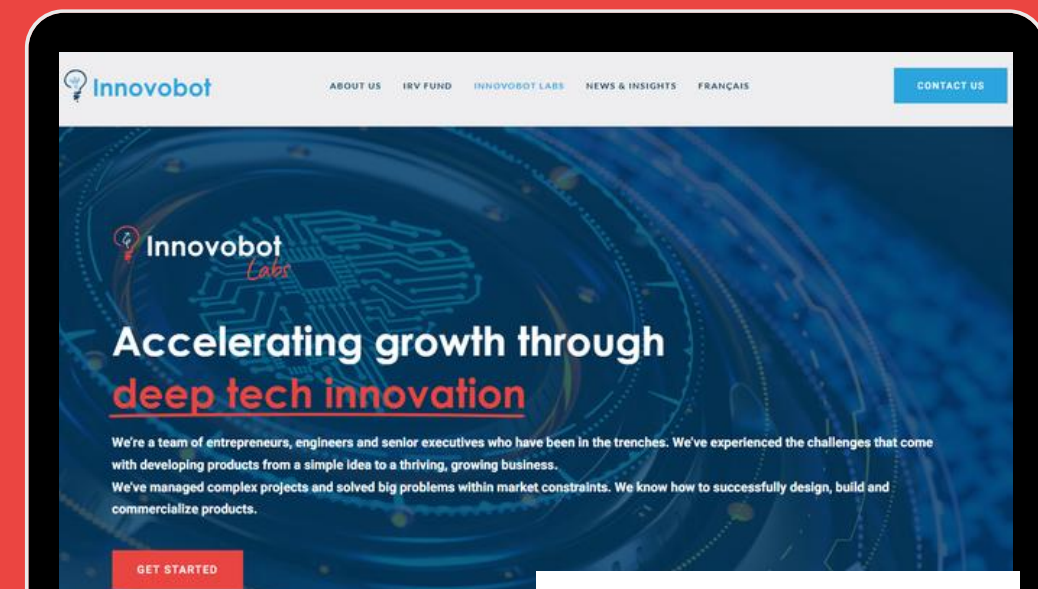 Innovobot
ABOUT US IRV FUND INNOVOBOT LABS NEWS & INSIGHTS FRANÇAIS
CONTACT US
Innovobot
Labs
Accelerating growth through
deep tech innovation
We're a team of entrepreneurs, engineers and senior executives who have been in the trenches. We've experienced the challenges that come
with developing products from a simple idea to a thriving, growing business.
We've managed complex projects and solved big problems within market constraints. We know how to successfully design, build and
commercialize products.
GET STARTED